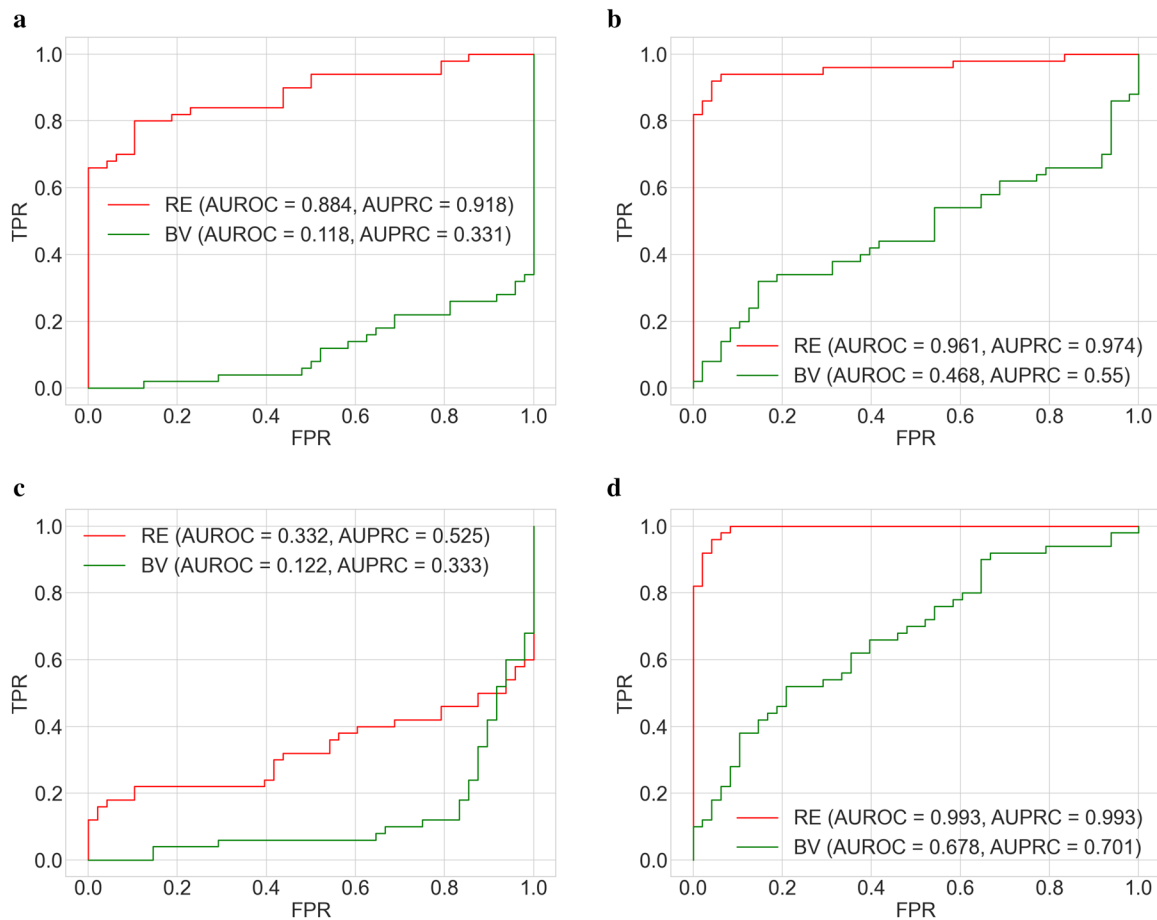 a
1.0
0.8
0.6
0.4
0.2
0.0
TPR
RE (AUROC = 0.884, AUPRC = 0.918)
BV (AUROC = 0.118, AUPRC = 0.331)
0.0 0.2 0.4 0.6 0.8 1.0
FPR
b
1.0
0.8
0.6
0.4
0.2
0.0
TPR
RE (AUROC = 0.961, AUPRC = 0.974)
BV (AUROC = 0.468, AUPRC = 0.55)
0.0 0.2 0.4 0.6 0.8 1.0
FPR
c
1.0
0.8
0.6
0.4
0.2
0.0
TPR
RE (AUROC = 0.332, AUPRC = 0.525)
BV (AUROC = 0.122, AUPRC = 0.333)
0.0 0.2 0.4 0.6 0.8 1.0
FPR
d
1.0
0.8
0.6
0.4
0.2
0.0
TPR
RE (AUROC = 0.993, AUPRC = 0.993)
BV (AUROC = 0.678, AUPRC = 0.701)
0.0 0.2 0.4 0.6 0.8 1.0
FPR